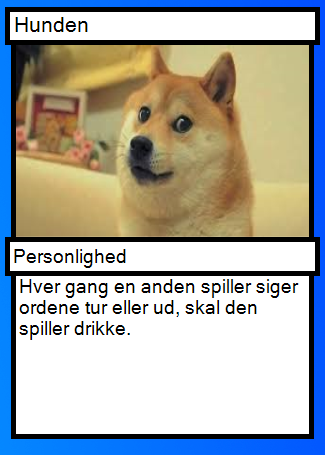 Hunden
Personlighed
Hver gang en anden spiller siger
ordene tur eller ud, skal den
spiller drikke.